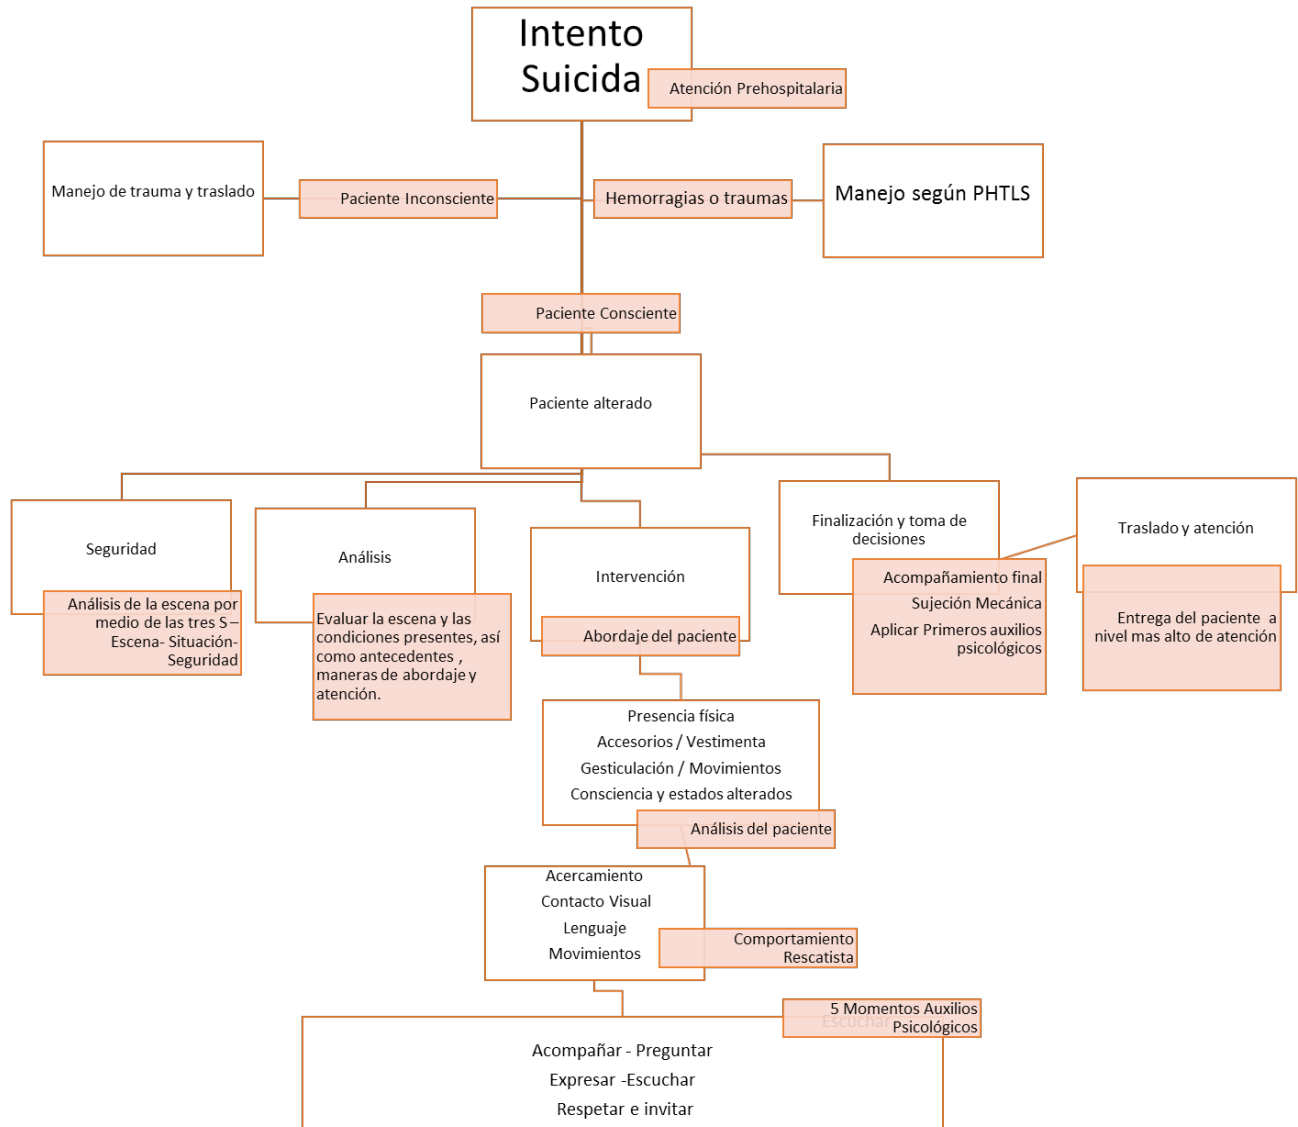 Intento
Suicida
Atención Prehospitalaria
Manejo de trauma y traslado
Paciente Inconsciente
Hemorragias o traumas
Manejo según PHTLS
Paciente Consciente
Paciente alterado
Seguridad
Análisis de la escena por
medio de las tres S –
Escena- Situación-
Seguridad
Análisis
Evaluar la escena y las
condiciones presentes, así
como antecedentes ,
maneras de abordaje y
atención.
Intervención
Abordaje del paciente
Finalización y toma de
decisiones
Acompañamiento final
Sujeción Mecánica
Aplicar Primeros auxilios
psicológicos
Traslado y atención
Entrega del paciente a
nivel mas alto de atención
Presencia física
Accesorios / Vestimenta
Gesticulación / Movimientos
Consciencia y estados alterados
Análisis del paciente
Acercamiento
Contacto Visual
Lenguaje
Movimientos
Comportamiento
Rescatista
5 Momentos Auxilios
Psicológicos
Escuchar
Acompañar - Preguntar
Expresar -Escuchar
Respetar e invitar